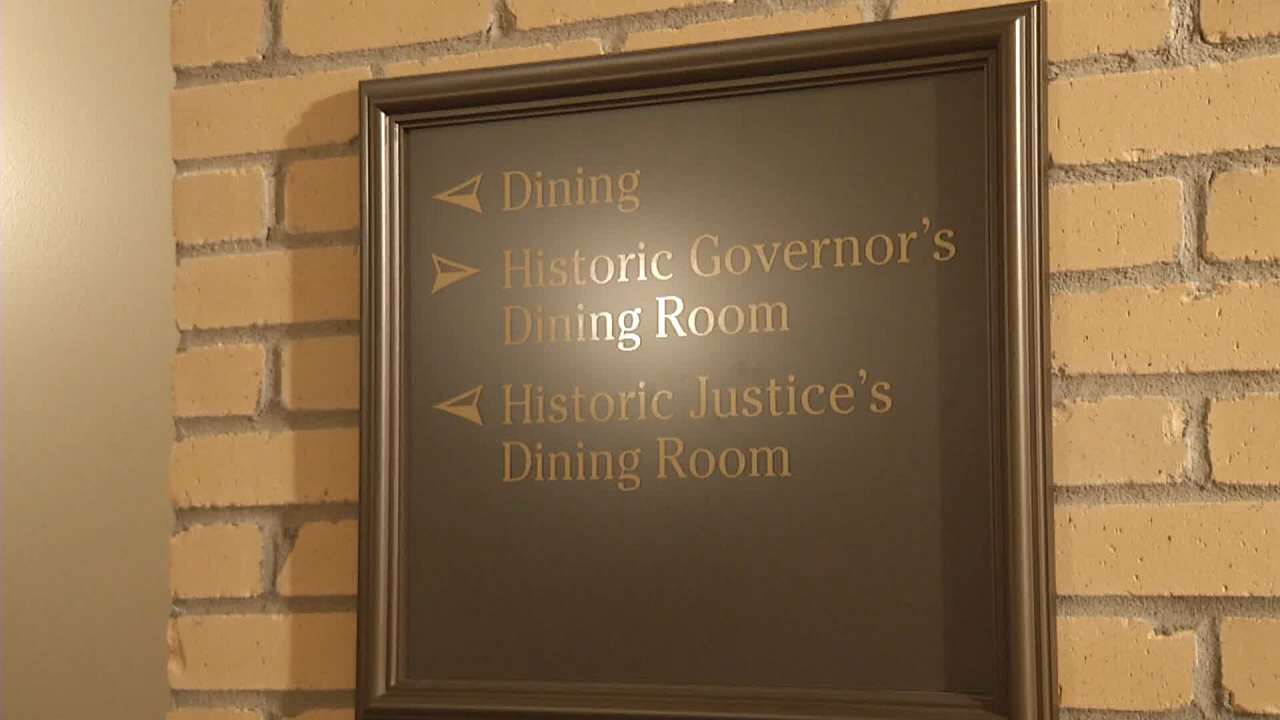 Dining
Historic Governor’s
Dining Room
Historic Justice’s
Dining Room